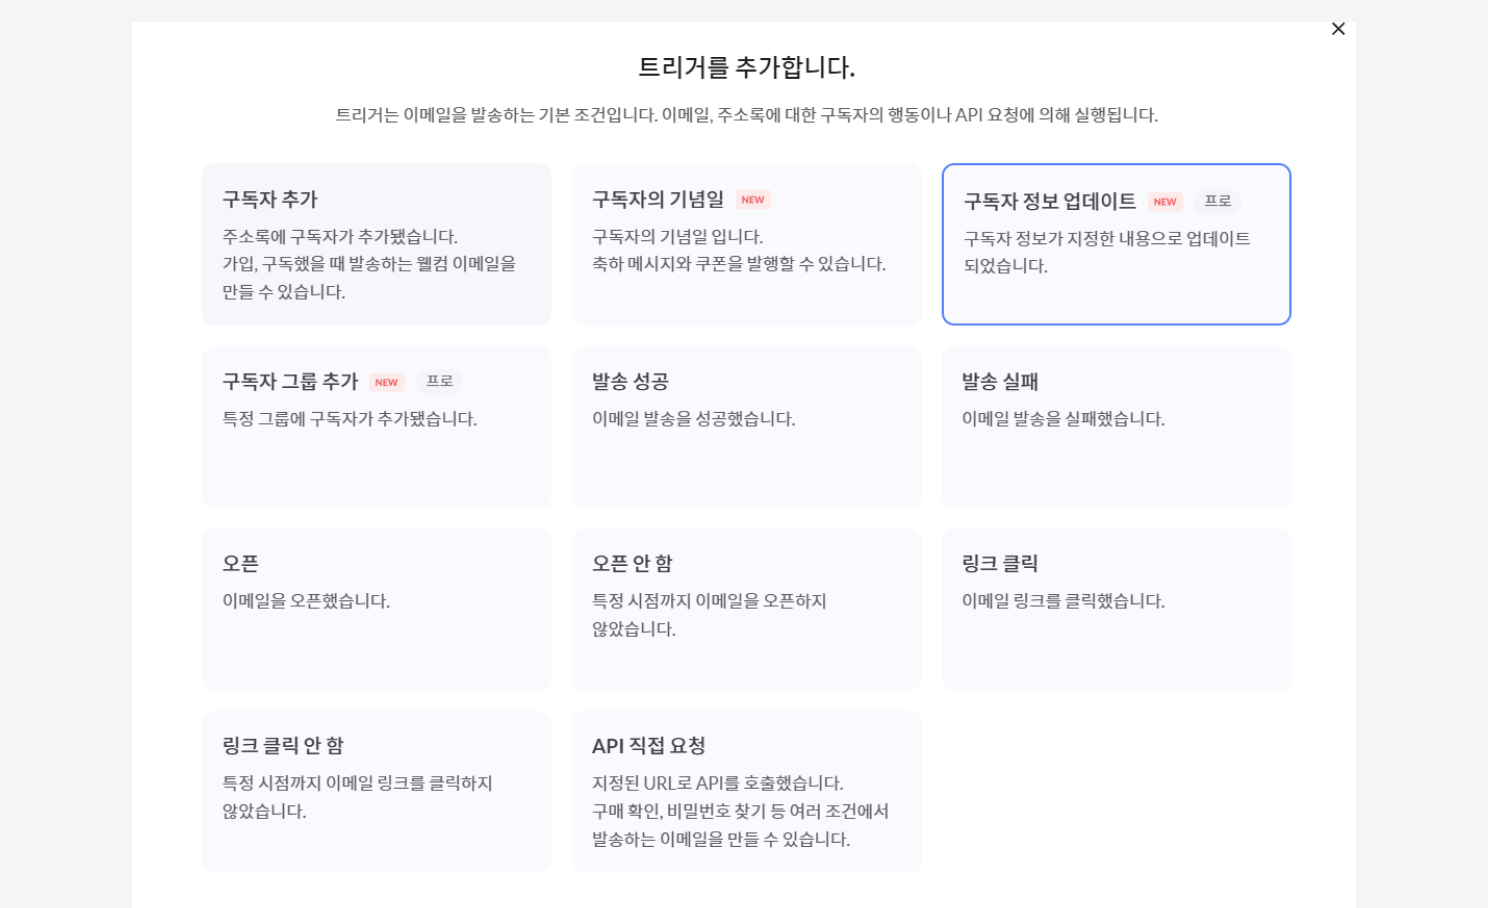 트리거를 추가합니다.
트리거는 이메일을 발송하는 기본 조건입니다. 이메일, 주소록에 대한 구독자의 행동이나 API 요청에 의해 실행됩니다.
구독자 추가
주소록에 구독자가 추가됐습니다.
가입, 구독했을 때 발송하는 웰컴 이메일을
만들 수 있습니다.
구독자의 기념일 NEW
구독자의 기념일 입니다.
축하 메시지와 쿠폰을 발행할 수 있습니다.
구독자 정보 업데이트 NEW 프로
구독자 정보가 지정한 내용으로 업데이트
되었습니다.
구독자 그룹 추가 NEW 프로
특정 그룹에 구독자가 추가됐습니다.
발송 성공
이메일 발송을 성공했습니다.
발송 실패
이메일 발송을 실패했습니다.
오픈
이메일을 오픈했습니다.
오픈 안 함
특정 시점까지 이메일을 오픈하지
않았습니다.
링크 클릭
이메일 링크를 클릭했습니다.
링크 클릭 안 함
특정 시점까지 이메일 링크를 클릭하지
않았습니다.
API 직접 요청
지정된 URL로 API를 호출했습니다.
구매 확인, 비밀번호 찾기 등 여러 조건에서
발송하는 이메일을 만들 수 있습니다.